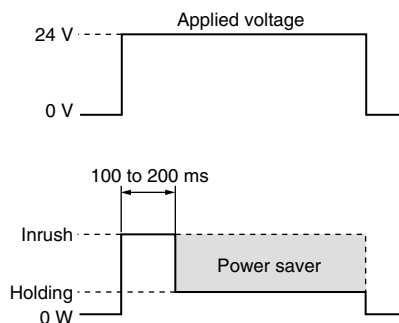 Applied voltage
24 V
0 V
100 to 200 ms
Inrush
Power saver
Holding
0 W